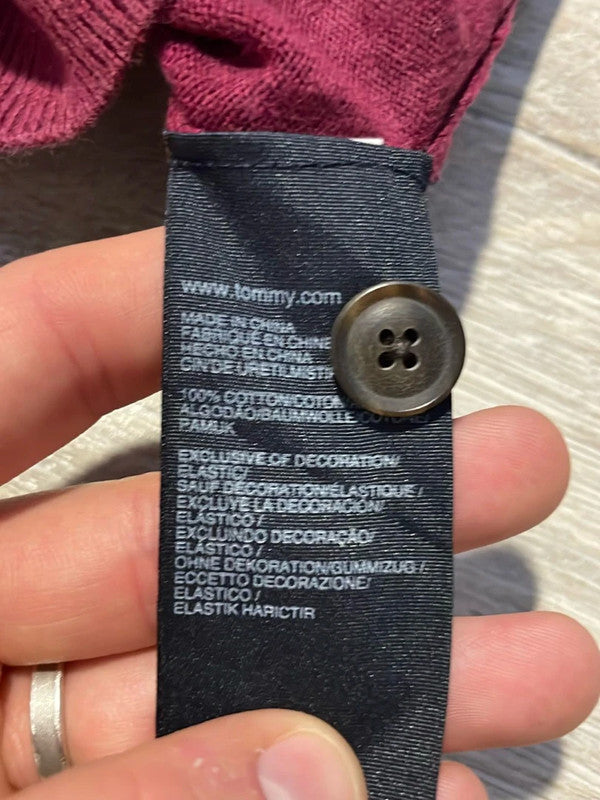 www.tommy.com
MADE IN CHINA
FABRIQUE EN CHINE
HECHO EN CHINA
CIN DE URETILMISTI
100% COTTON/COTON
ALGODÃO/BAUMWOLLE
PAMUK
EXCLUSIVE OF DECORATION/
ELASTIC/
SAUF DECORATION/ELASTIQUE/
EXCLUYE LA DECORACIÓN/
ELÁSTICO/
EXCLUINDO DECORAÇÃO/
ELÁSTICO/
OHNE DEKORATION/GUMMIZUG/
ECCETTO DECORAZIONE/
ELASTICO/
ELASTIK HARICTIR